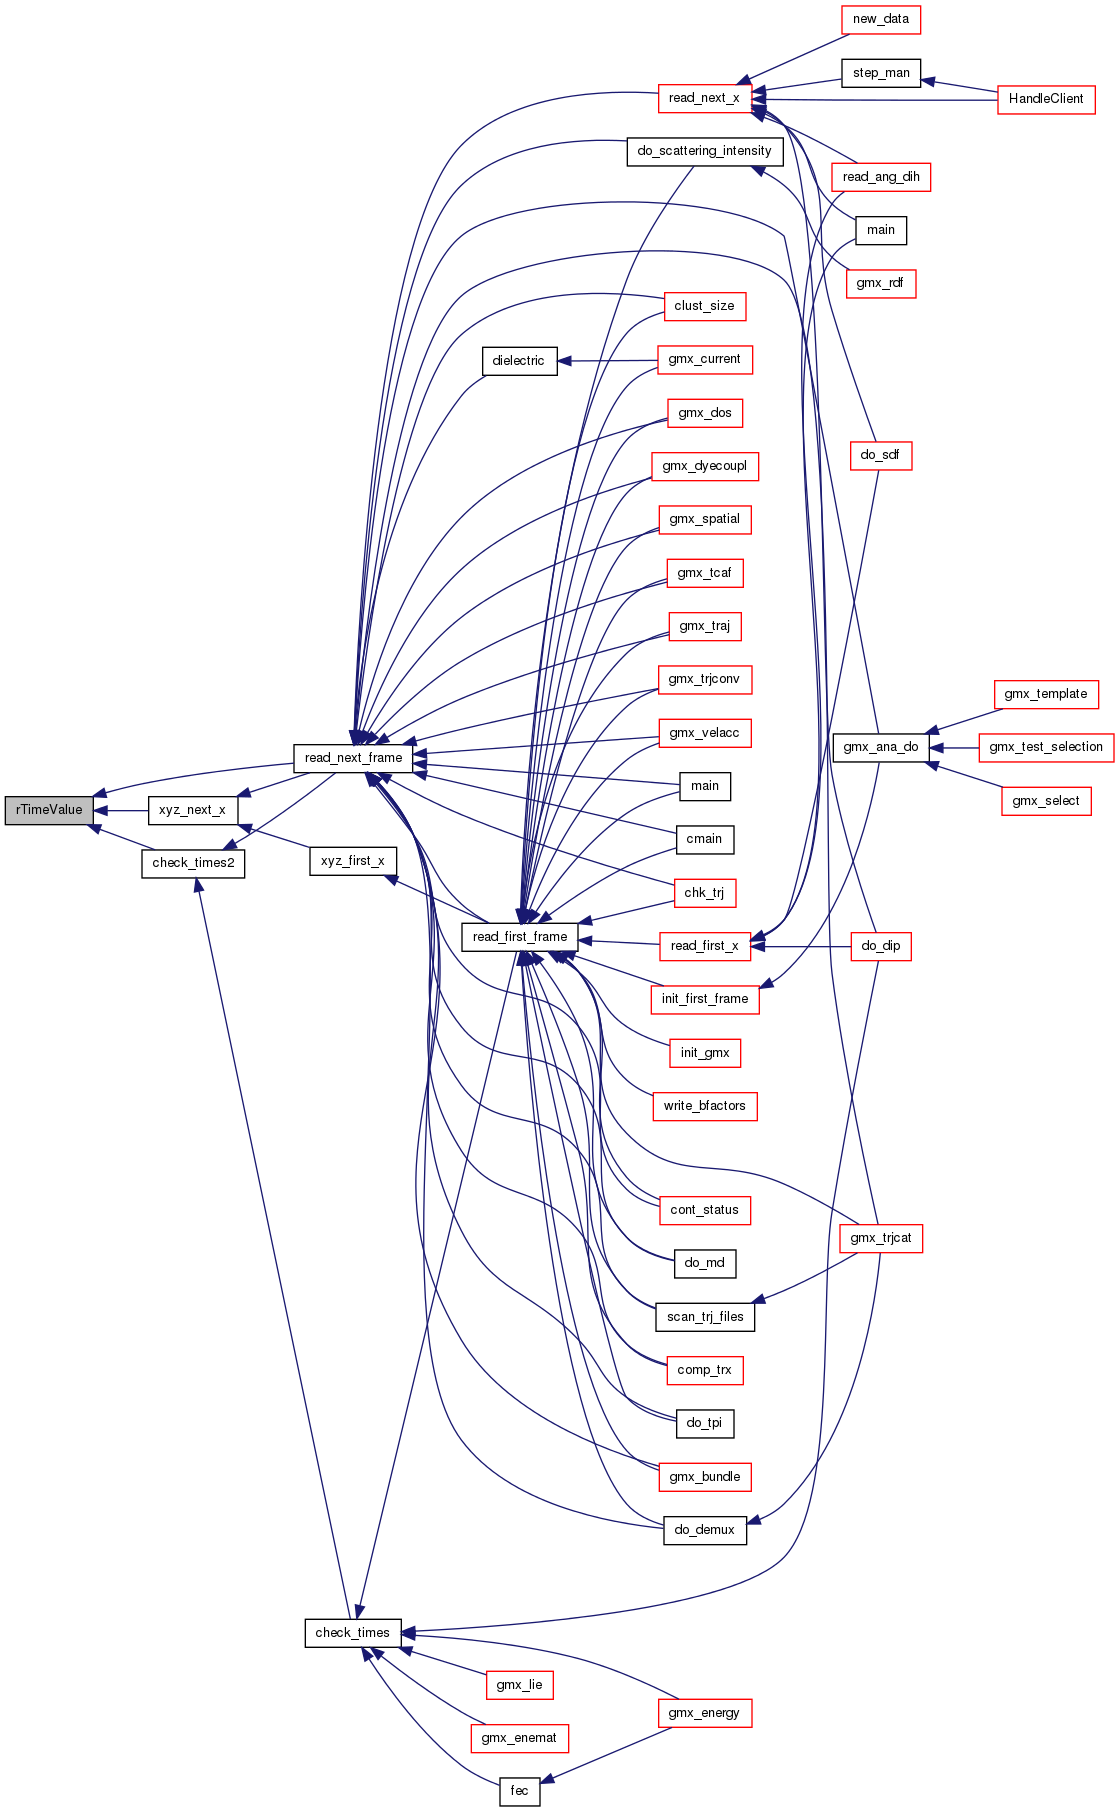 new_data
step_man
read_next_x
HandleClient
do_scattering_intensity
read_ang_dih
main
gmx_rdf
clust_size
dielectric
gmx_current
gmx_dos
do_sdf
gmx_dyecoupl
gmx_spatial
gmx_tcaf
gmx_traj
gmx_trjconv
gmx_template
gmx_velacc
gmx_ana_do
gmx_test_selection
read_next_frame
main
gmx_select
rTimeValue
xyz_next_x
cmain
check_times2
xyz_first_x
chk_trj
read_first_frame
read_first_x
do_dip
init_first_frame
init_gmx
write_bfactors
cont_status
gmx_trjcat
do_md
scan_trj_files
comp_trx
do_tpi
gmx_bundle
do_demux
check_times
gmx_lie
gmx_energy
gmx_enemat
fec